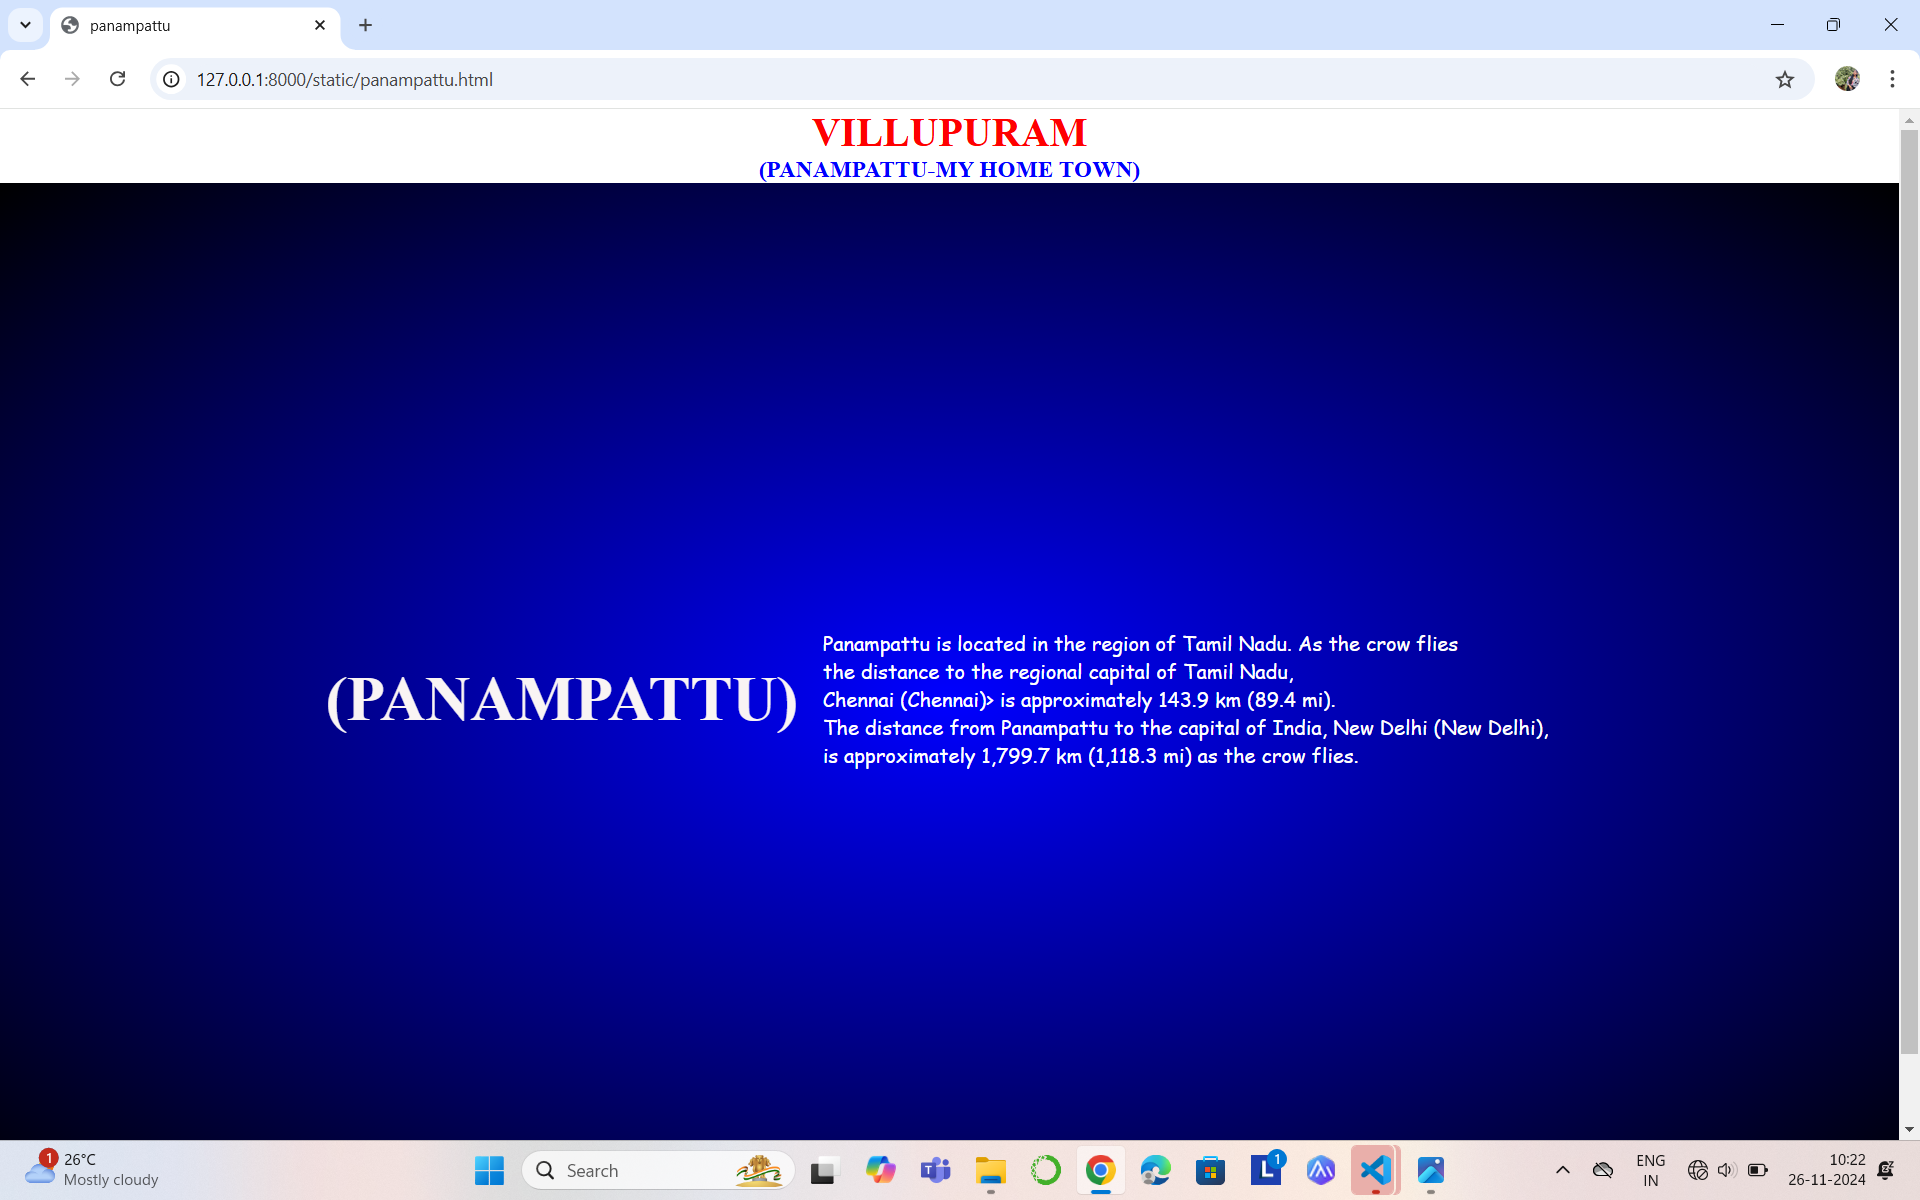 panampattu
127.0.0.1:8000/static/panampattu.html
VILLUPURAM
(PANAMPATTU-MY HOME TOWN)
(PANAMPATTU)
Panampattu is located in the region of Tamil Nadu. As the crow flies
the distance to the regional capital of Tamil Nadu,
Chennai (Chennai)> is approximately 143.9 km (89.4 mi).
The distance from Panampattu to the capital of India, New Delhi (New Delhi),
is approximately 1,799.7 km (1,118.3 mi) as the crow flies.
1
26°C
Mostly cloudy
Search
L
1
ENG
IN
10:22
26-11-2024